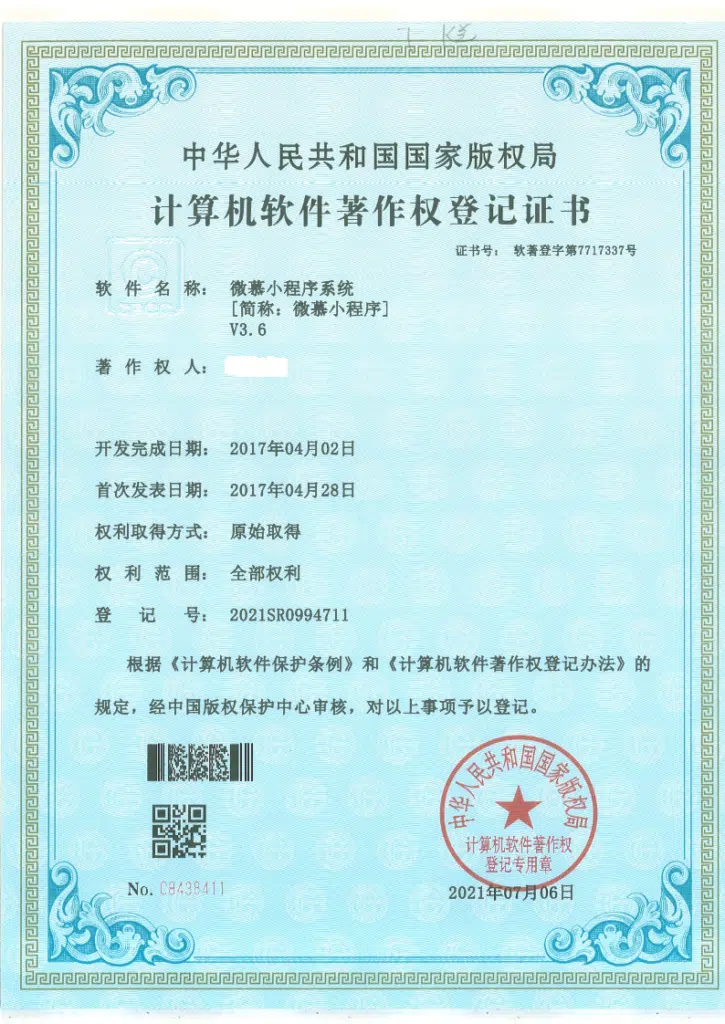 中华人民共和国国家版权局
计算机软件著作权登记证书
证书号： 软著登字第7717337号
软件名称： 微慕小程序系统
[简称：微慕小程序]
V3.6
著作权人：
开发完成日期： 2017年04月02日
首次发表日期： 2017年04月28日
权利取得方式： 原始取得
权利范围： 全部权利
登记号： 2021SR0994711
根据《计算机软件保护条例》和《计算机软件著作权登记办法》的
规定，经中国版权保护中心审核，对以上事项予以登记。
中华人民共和国国家版权局
计算机软件著作权
登记专用章
No. 08438411
2021年07月06日